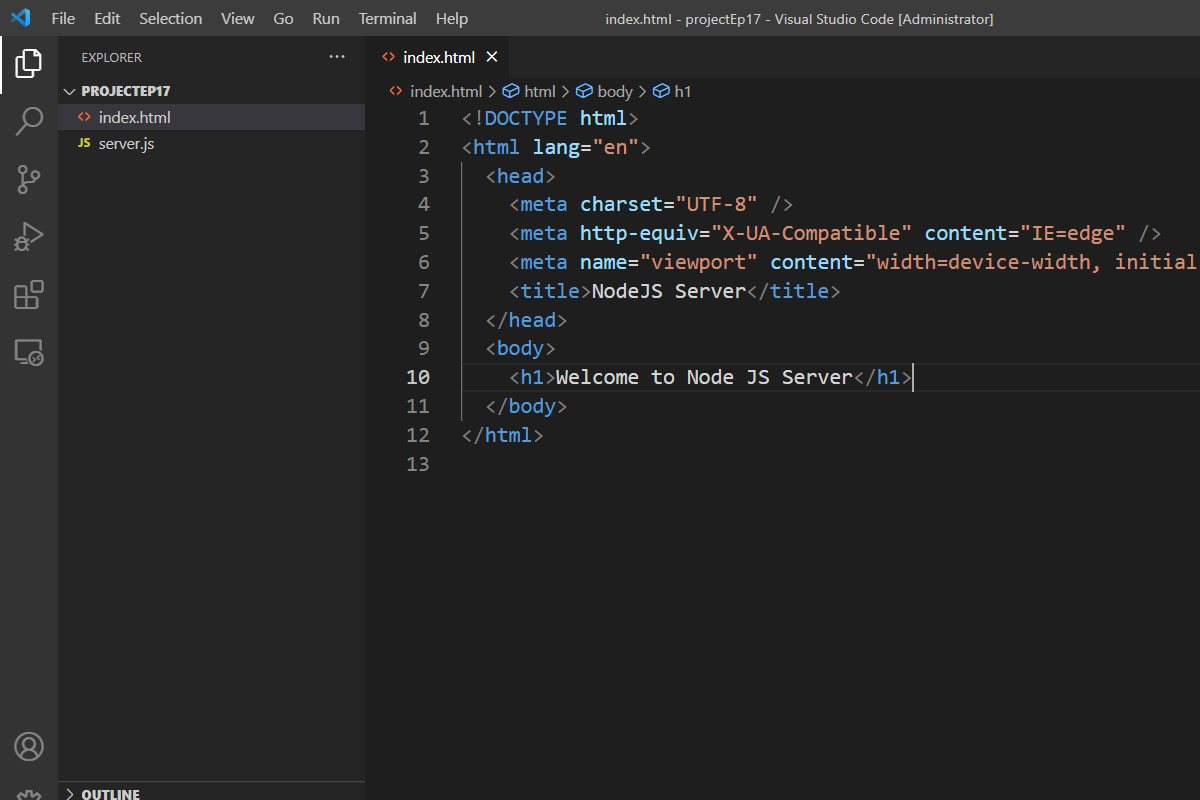 File Edit Selection View Go Run Terminal Help index.html - projectEp17 - Visual Studio Code [Administrator]
EXPLORER
PROJECTEP17
index.html
JS server.js
OUTLINE
index.html
index.html > html > body > h1
1 <!DOCTYPE html>
2 <html lang="en">
3 <head>
4 <meta charset="UTF-8" />
5 <meta http-equiv="X-UA-Compatible" content="IE=edge" />
6 <meta name="viewport" content="width=device-width, initial
7 <title>NodeJS Server</title>
8 </head>
9 <body>
10 <h1>Welcome to Node JS Server</h1>
11 </body>
12 </html>
13